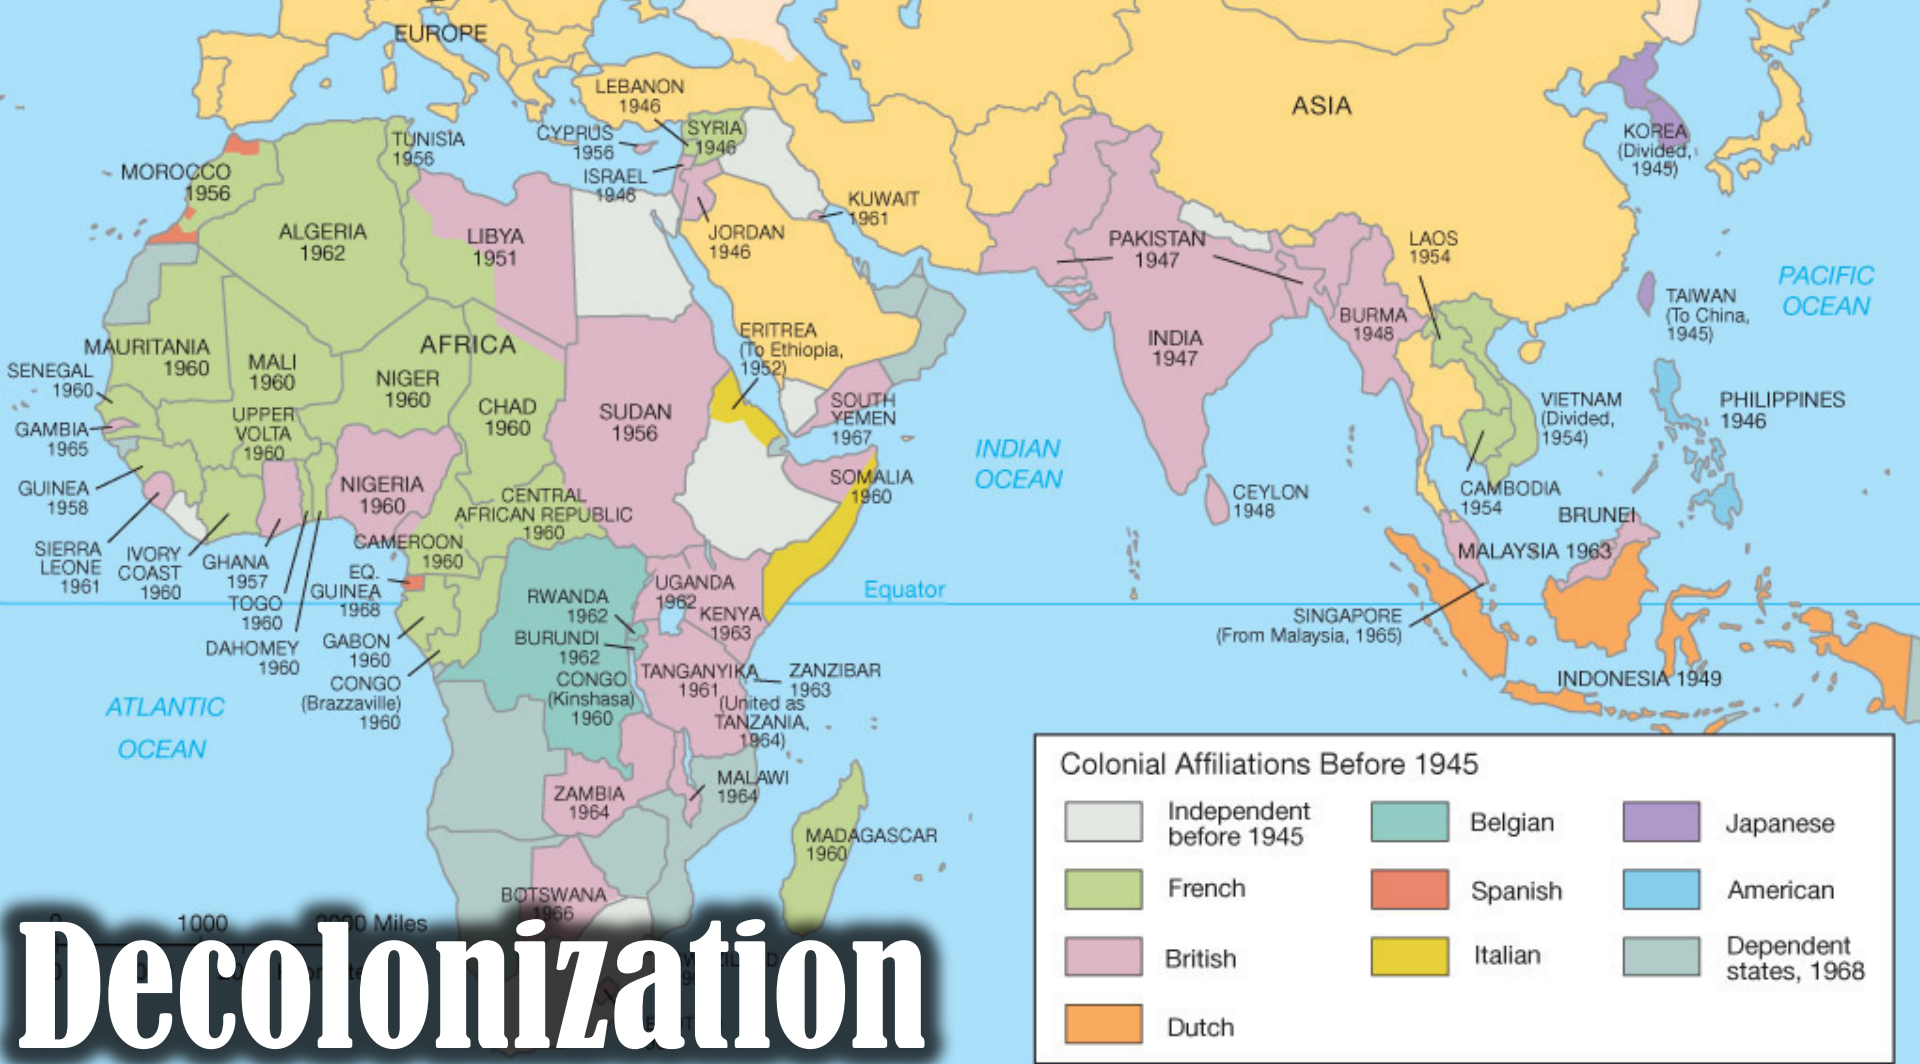 EUROPE
ASIA
LEBANON
1946
SYRIA
1946
CYPRUS
1956
ISRAEL
1948
TUNISIA
1956
MOROCCO
1956
ALGERIA
1962
LIBYA
1951
JORDAN
1946
KUWAIT
1961
KOREA
(Divided,
1945)
PAKISTAN
1947
LAOS
1954
PACIFIC
OCEAN
TAIWAN
(To China,
1945)
BURMA
1948
INDIA
1947
ERITREA
(To Ethiopia,
1952)
AFRICA
MAURITANIA
1960
MALI
1960
NIGER
1960
CHAD
1960
SUDAN
1956
SENEGAL
1960
GAMBIA
1965
UPPER
VOLTA
1960
SOUTH
YEMEN
1967
INDIAN
OCEAN
VIETNAM
(Divided,
1954)
PHILIPPINES
1946
GUINEA
1958
NIGERIA
1960
CENTRAL
AFRICAN REPUBLIC
1960
SOMALIA
1960
CEYLON
1948
CAMBODIA
1954
BRUNEI
MALAYSIA 1963
SIERRA
LEONE
1961
IVORY
COAST
1960
GHANA
1957
TOGO
1960
DAHOMEY
1960
CAMEROON
1960
EQ.
GUINEA
1968
GABON
1960
CONGO
(Brazzaville)
1960
RWANDA
1962
BURUNDI
1962
CONGO
(Kinshasa)
1960
UGANDA
1962
KENYA
1963
Equator
SINGAPORE
(From Malaysia, 1965)
INDONESIA 1949
TANGANYIKA
1961
(United as
TANZANIA,
1964)
ZANZIBAR
1963
ATLANTIC
OCEAN
ZAMBIA
1964
MALAWI
1964
MADAGASCAR
1960
BOTSWANA
1966
0 1000 2000 Miles
Decolonization
Colonial Affiliations Before 1945
Independent
before 1945
French
British
Dutch
Belgian
Spanish
Italian
Japanese
American
Dependent
states, 1968